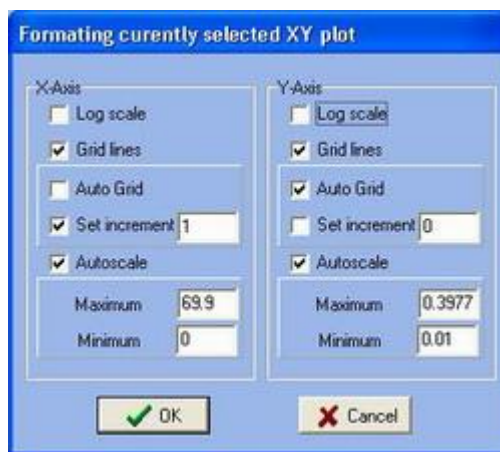 Formating curently selected XY plot
X-Axis
Log scale
Grid lines
Auto Grid
Set increment 1
Autoscale
Maximum 69.9
Minimum 0
Y-Axis
Log scale
Grid lines
Auto Grid
Set increment 0
Autoscale
Maximum 0.3977
Minimum 0.01
OK
Cancel